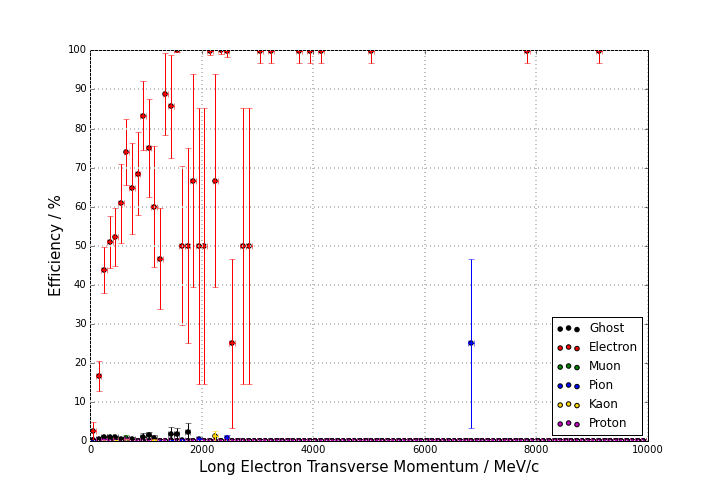 100
90
80
70
60
50
40
30
20
10
0
Efficiency / %
Ghost
Electron
Muon
Pion
Kaon
Proton
0 2000 4000 6000 8000 10000
Long Electron Transverse Momentum / MeV/c